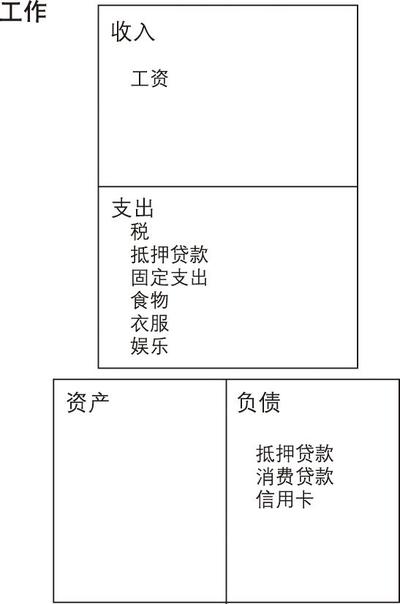 工作
收入
工资
支出
税
抵押贷款
固定支出
食物
衣服
娱乐
资产
负债
抵押贷款
消费贷款
信用卡